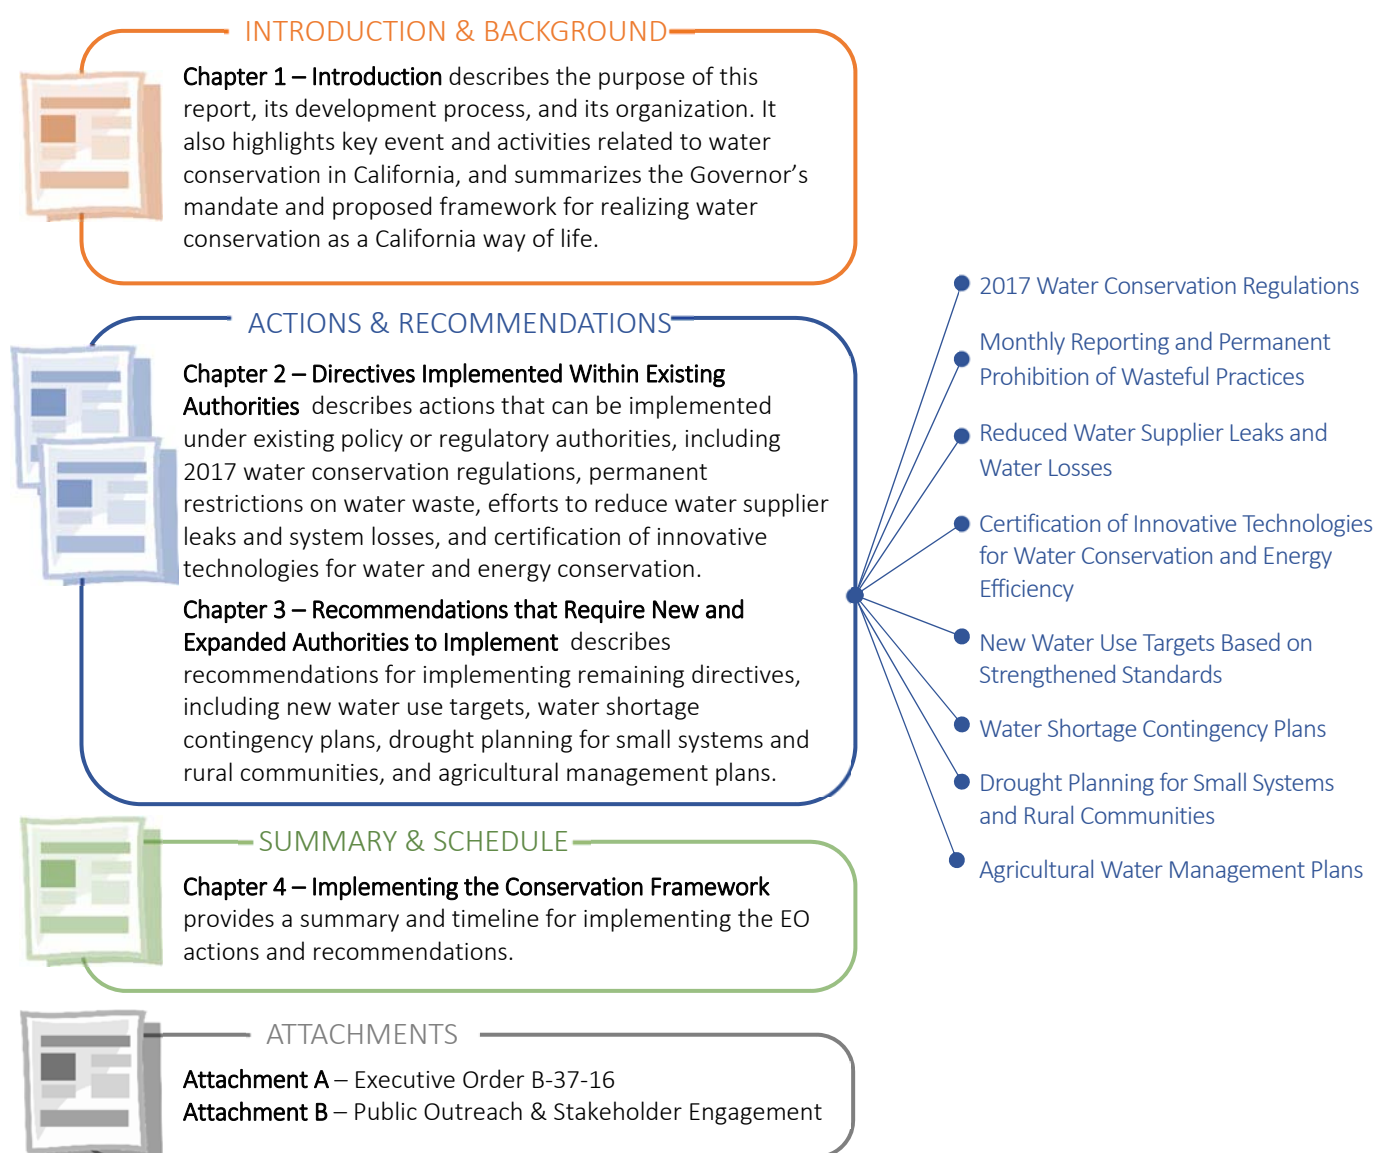 INTRODUCTION & BACKGROUND
Chapter 1 – Introduction describes the purpose of this
report, its development process, and its organization. It
also highlights key event and activities related to water
conservation in California, and summarizes the Governor’s
mandate and proposed framework for realizing water
conservation as a California way of life.
ACTIONS & RECOMMENDATIONS
Chapter 2 – Directives Implemented Within Existing
Authorities describes actions that can be implemented
under existing policy or regulatory authorities, including
2017 water conservation regulations, permanent
restrictions on water waste, efforts to reduce water supplier
leaks and system losses, and certification of innovative
technologies for water and energy conservation.
Chapter 3 – Recommendations that Require New and
Expanded Authorities to Implement describes
recommendations for implementing remaining directives,
including new water use targets, water shortage
contingency plans, drought planning for small systems and
rural communities, and agricultural management plans.
2017 Water Conservation Regulations
Monthly Reporting and Permanent
Prohibition of Wasteful Practices
Reduced Water Supplier Leaks and
Water Losses
Certification of Innovative Technologies
for Water Conservation and Energy
Efficiency
New Water Use Targets Based on
Strengthened Standards
Water Shortage Contingency Plans
Drought Planning for Small Systems
and Rural Communities
Agricultural Water Management Plans
SUMMARY & SCHEDULE
Chapter 4 – Implementing the Conservation Framework
provides a summary and timeline for implementing the EO
actions and recommendations.
ATTACHMENTS
Attachment A – Executive Order B-37-16
Attachment B – Public Outreach & Stakeholder Engagement